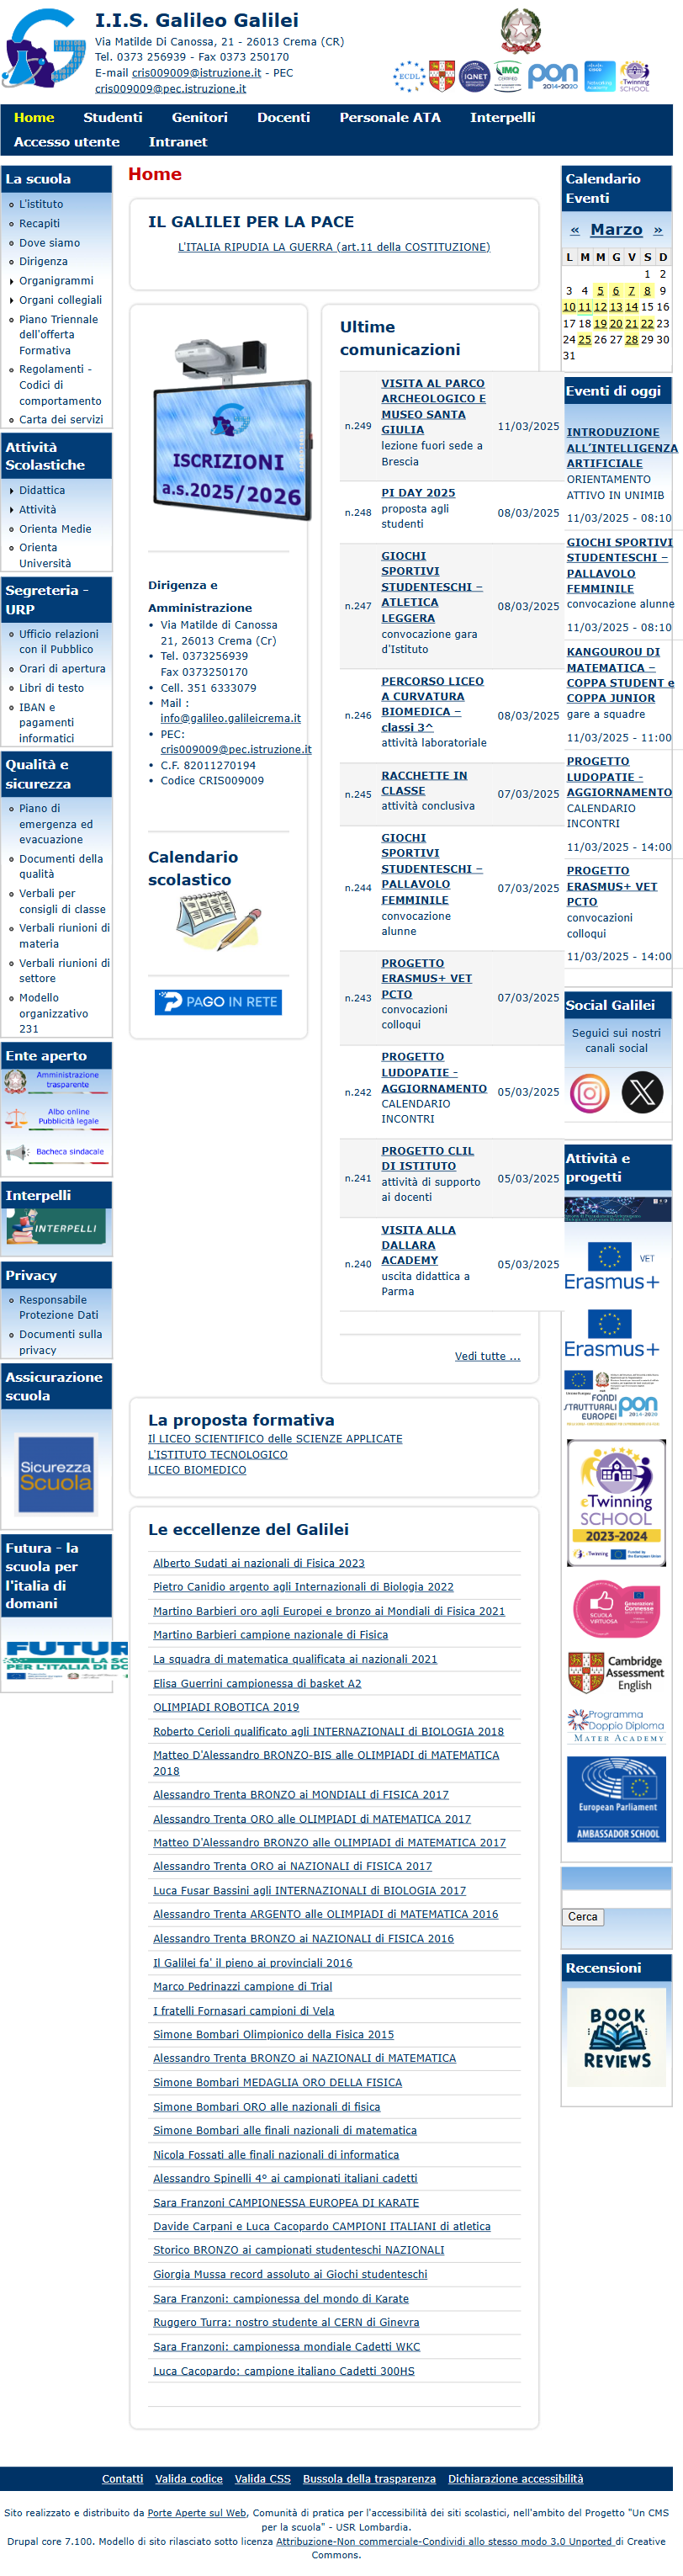 I.I.S. Galileo Galilei
Via Matilde Di Canossa, 21 - 26013 Crema (CR)
Tel. 0373 256939 - Fax 0373 250170
E-mail cris009009@istruzione.it - PEC
cris009009@pec.istruzione.it
Home Studenti Genitori Docenti Personale ATA Interpelli
Accesso utente Intranet
La scuola
L'istituto
Recapiti
Dove siamo
Dirigenza
Organigrammi
Organi collegiali
Piano Triennale
dell'offerta
Formativa
Regolamenti -
Codici di
comportamento
Carta dei servizi
Attività
Scolastiche
Didattica
Attività
Orienta Medie
Orienta
Università
Segreteria -
URP
Ufficio relazioni
con il Pubblico
Orari di apertura
Libri di testo
IBAN e
pagamenti
informatici
Qualità e
sicurezza
Piano di
emergenza ed
evacuazione
Documenti della
qualità
Verbali per
consigli di classe
Verbali riunioni di
materia
Verbali riunioni di
settore
Modello
organizzativo
231
Ente aperto
Amministrazione
trasparente
Albo online
Pubblicità legale
Bacheca sindacale
Interpelli
INTERPELLI
Privacy
Responsabile
Protezione Dati
Documenti sulla
privacy
Assicurazione
scuola
Sicurezza
Scuola
Futura - la
scuola per
l'italia di
domani
FUTUR
LA SC
PER L'ITALIA DI DO
Home
IL GALILEI PER LA PACE
L'ITALIA RIPUDIA LA GUERRA (art.11 della COSTITUZIONE)
ISCRIZIONI
a.s.2025/2026
Dirigenza e
Amministrazione
Via Matilde di Canossa
21, 26013 Crema (Cr)
Tel. 0373256939
Fax 0373250170
Cell. 351 6333079
Mail :
info@galileo.galileicrema.it
PEC:
cris009009@pec.istruzione.it
C.F. 82011270194
Codice CRIS009009
Calendario
scolastico
PAGO IN RETE
Ultime
comunicazioni
n.249 VISITA AL PARCO
ARCHEOLOGICO E
MUSEO SANTA
GIULIA
lezione fuori sede a
Brescia
11/03/2025
n.248 PI DAY 2025
proposta agli
studenti
08/03/2025
n.247 GIOCHI
SPORTIVI
STUDENTESCHI –
ATLETICA
LEGGERA
convocazione gara
d'Istituto
08/03/2025
n.246 PERCORSO LICEO
A CURVATURA
BIOMEDICA –
classi 3^
attività laboratoriale
08/03/2025
n.245 RACCHETTE IN
CLASSE
attività conclusiva
07/03/2025
n.244 GIOCHI
SPORTIVI
STUDENTESCHI –
PALLAVOLO
FEMMINILE
convocazione
alunne
07/03/2025
n.243 PROGETTO
ERASMUS+ VET
PCTO
convocazioni
colloqui
07/03/2025
n.242 PROGETTO
LUDOPATIE -
AGGIORNAMENTO
CALENDARIO
INCONTRI
05/03/2025
n.241 PROGETTO CLIL
DI ISTITUTO
attività di supporto
ai docenti
05/03/2025
n.240 VISITA ALLA
DALLARA
ACADEMY
uscita didattica a
Parma
05/03/2025
Vedi tutte ...
La proposta formativa
Il LICEO SCIENTIFICO delle SCIENZE APPLICATE
L'ISTITUTO TECNOLOGICO
LICEO BIOMEDICO
Le eccellenze del Galilei
Alberto Sudati ai nazionali di Fisica 2023
Pietro Canidio argento agli Internazionali di Biologia 2022
Martino Barbieri oro agli Europei e bronzo ai Mondiali di Fisica 2021
Martino Barbieri campione nazionale di Fisica
La squadra di matematica qualificata ai nazionali 2021
Elisa Guerrini campionessa di basket A2
OLIMPIADI ROBOTICA 2019
Roberto Cerioli qualificato agli INTERNAZIONALI di BIOLOGIA 2018
Matteo D'Alessandro BRONZO-BIS alle OLIMPIADI di MATEMATICA
2018
Alessandro Trenta BRONZO ai MONDIALI di FISICA 2017
Alessandro Trenta ORO alle OLIMPIADI di MATEMATICA 2017
Matteo D'Alessandro BRONZO alle OLIMPIADI di MATEMATICA 2017
Alessandro Trenta ORO ai NAZIONALI di FISICA 2017
Luca Fusar Bassini agli INTERNAZIONALI di BIOLOGIA 2017
Alessandro Trenta ARGENTO alle OLIMPIADI di MATEMATICA 2016
Alessandro Trenta BRONZO ai NAZIONALI di FISICA 2016
Il Galilei fa' il pieno ai provinciali 2016
Marco Pedrinazzi campione di Trial
I fratelli Fornasari campioni di Vela
Simone Bombari Olimpionico della Fisica 2015
Alessandro Trenta BRONZO ai NAZIONALI di MATEMATICA
Simone Bombari MEDAGLIA ORO DELLA FISICA
Simone Bombari ORO alle nazionali di fisica
Simone Bombari alle finali nazionali di matematica
Nicola Fossati alle finali nazionali di informatica
Alessandro Spinelli 4° ai campionati italiani cadetti
Sara Franzoni CAMPIONESSA EUROPEA DI KARATE
Davide Carpani e Luca Cacopardo CAMPIONI ITALIANI di atletica
Storico BRONZO ai campionati studenteschi NAZIONALI
Giorgia Mussa record assoluto ai Giochi studenteschi
Sara Franzoni: campionessa del mondo di Karate
Ruggero Turra: nostro studente al CERN di Ginevra
Sara Franzoni: campionessa mondiale Cadetti WKC
Luca Cacopardo: campione italiano Cadetti 300HS
Calendario
Eventi
« Marzo »
L M M G V S D
1 2
3 4 5 6 7 8 9
10 11 12 13 14 15 16
17 18 19 20 21 22 23
24 25 26 27 28 29 30
31
Eventi di oggi
INTRODUZIONE
ALL'INTELLIGENZA
ARTIFICIALE
ORIENTAMENTO
ATTIVO IN UNIMIB
11/03/2025 - 08:10
GIOCHI SPORTIVI
STUDENTESCHI –
PALLAVOLO
FEMMINILE
convocazione alunne
11/03/2025 - 08:10
KANGOUROU DI
MATEMATICA –
COPPA STUDENT e
COPPA JUNIOR
gare a squadre
11/03/2025 - 11:00
PROGETTO
LUDOPATIE -
AGGIORNAMENTO
CALENDARIO
INCONTRI
11/03/2025 - 14:00
PROGETTO
ERASMUS+ VET
PCTO
convocazioni
colloqui
11/03/2025 - 14:00
Social Galilei
Seguici sui nostri
canali social
Attività e
progetti
VET
Erasmus+
Erasmus+
FONDI
STRUTTURALI
EUROPEI
pon
2014-2020
eTwinning
SCHOOL
2023-2024
SCUOLA
VIRTUOSA
Generazioni
Connesse
Cambridge
Assessment
English
Programma
Doppio Diploma
MATER ACADEMY
European Parliament
AMBASSADOR SCHOOL
Cerca
Recensioni
BOOK
REVIEWS
Contatti Valida codice Valida CSS Bussola della trasparenza Dichiarazione accessibilità
Sito realizzato e distribuito da Porte Aperte sul Web, Comunità di pratica per l'accessibilità dei siti scolastici, nell'ambito del Progetto "Un CMS
per la scuola" - USR Lombardia.
Drupal core 7.100. Modello di sito rilasciato sotto licenza Attribuzione-Non commerciale-Condividi allo stesso modo 3.0 Unported di Creative
Commons.